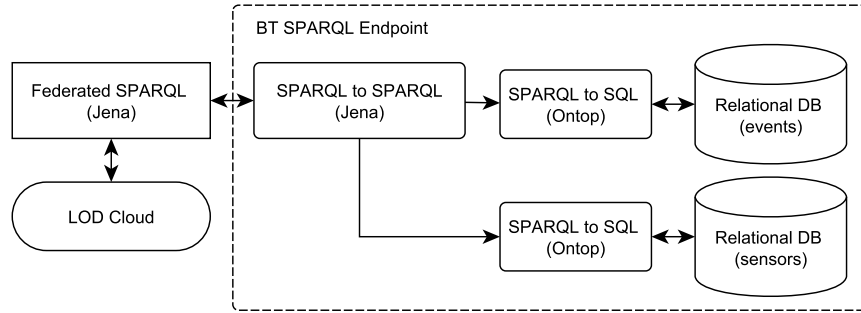 BT SPARQL Endpoint
Federated SPARQL
(Jena)
SPARQL to SPARQL
(Jena)
SPARQL to SQL
(Ontop)
Relational DB
(events)
LOD Cloud
SPARQL to SQL
(Ontop)
Relational DB
(sensors)